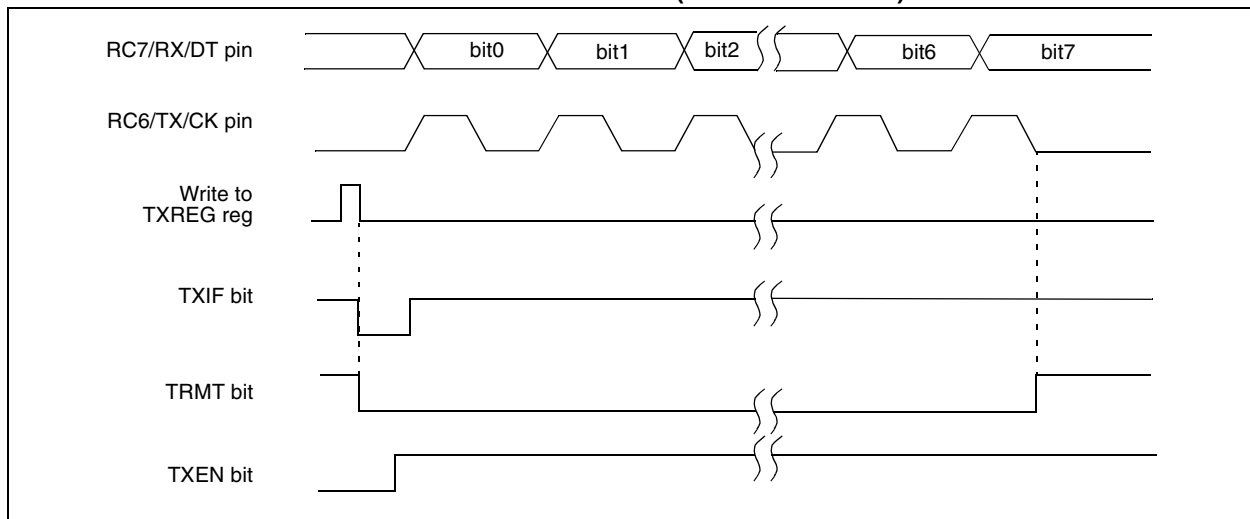 RC7/RX/DT pin
bit0 bit1 bit2 bit6 bit7
RC6/TX/CK pin
Write to
TXREG reg
TXIF bit
TRMT bit
TXEN bit